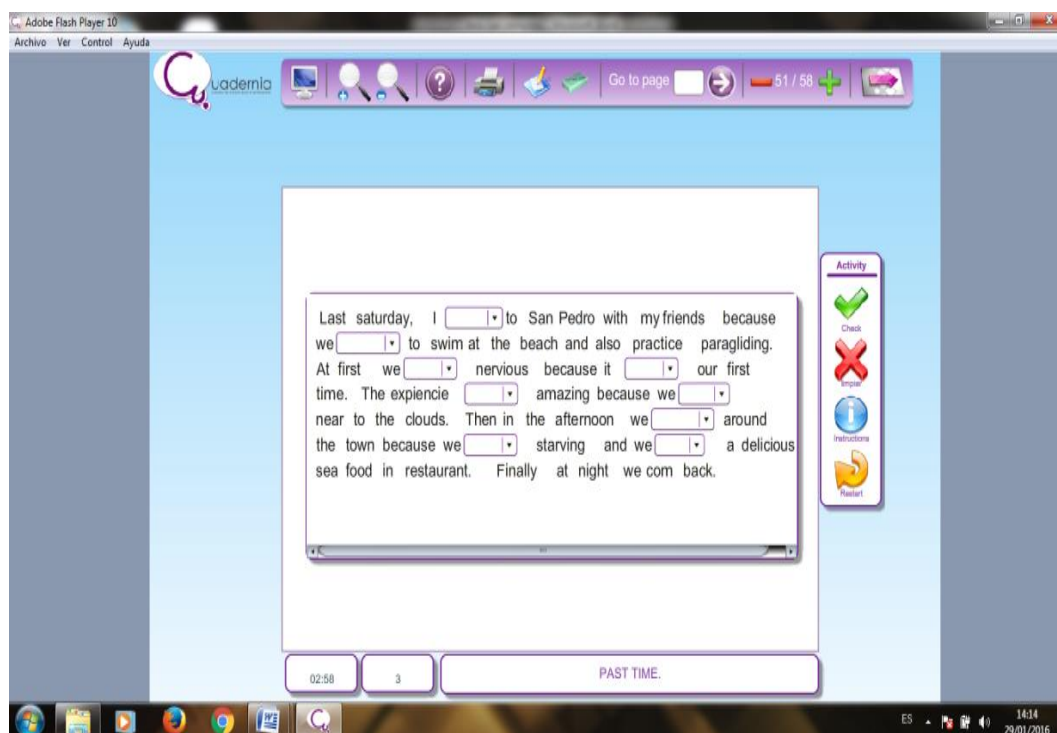 Adobe Flash Player 10
Archivo Ver Control Ayuda
Cuadernia
Go to page
51 / 58
Activity
Last saturday, I to San Pedro with my friends because
we to swim at the beach and also practice paragliding.
At first we nervious because it our first
time. The expiencie amazing because we
near to the clouds. Then in the afternoon we around
the town because we starving and we a delicious
sea food in restaurant. Finally at night we com back.
Check
limpiar
Instructions
Restart
02:58
3
PAST TIME.
ES
14:14
29/01/2016